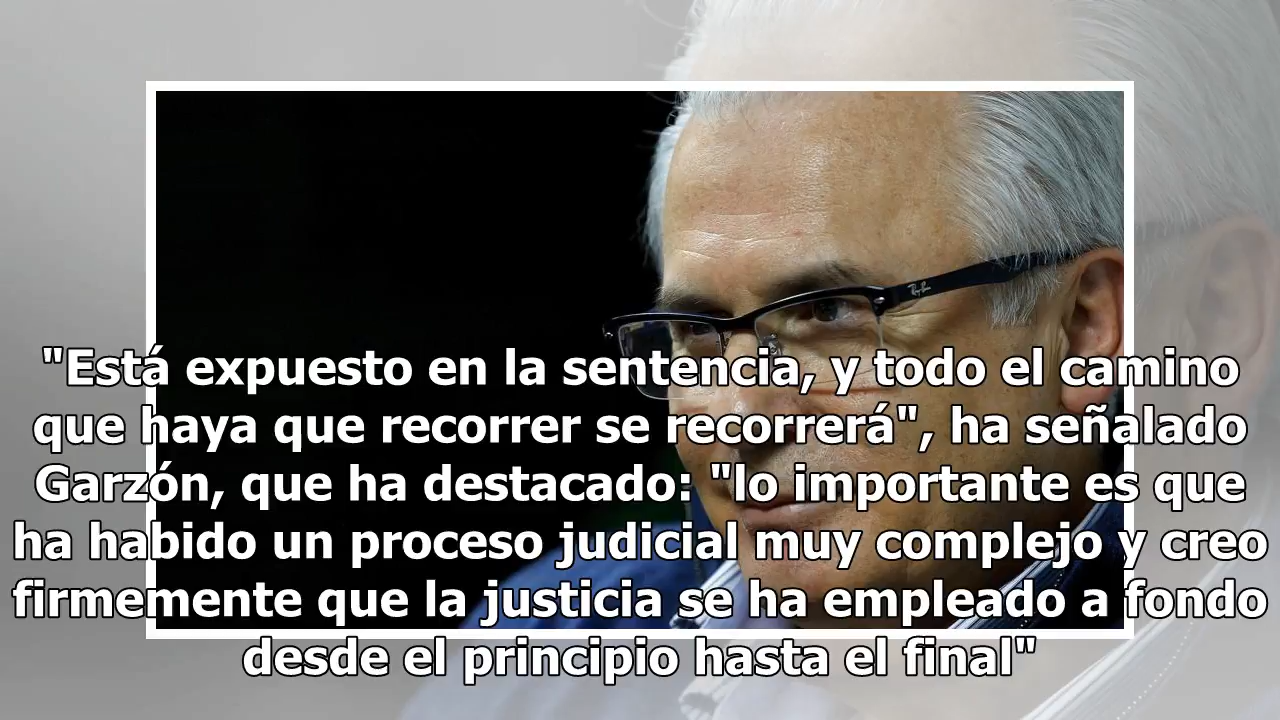 Ray-Ban
"Está expuesto en la sentencia, y todo el camino
que haya que recorrer se recorrerá", ha señalado
Garzón, que ha destacado: "lo importante es que
ha habido un proceso judicial muy complejo y creo
firmemente que la justicia se ha empleado a fondo
desde el principio hasta el final"